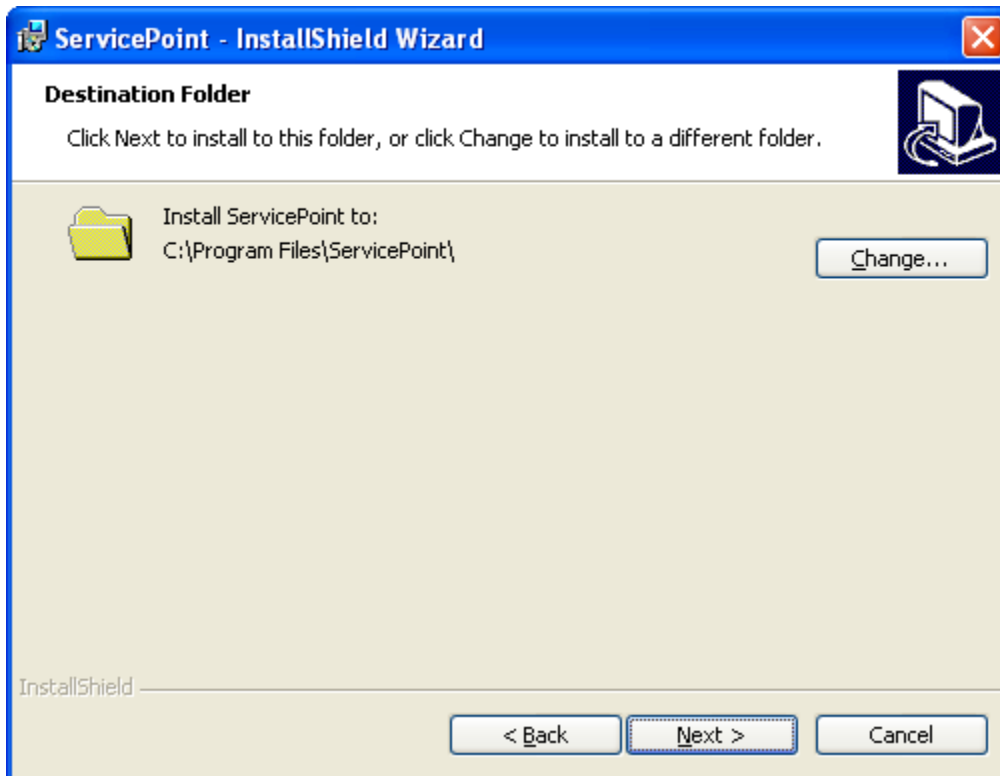 ServicePoint - InstallShield Wizard
Destination Folder
Click Next to install to this folder, or click Change to install to a different folder.
Install ServicePoint to:
C:\Program Files\ServicePoint\
Change...
InstallShield
< Back
Next >
Cancel